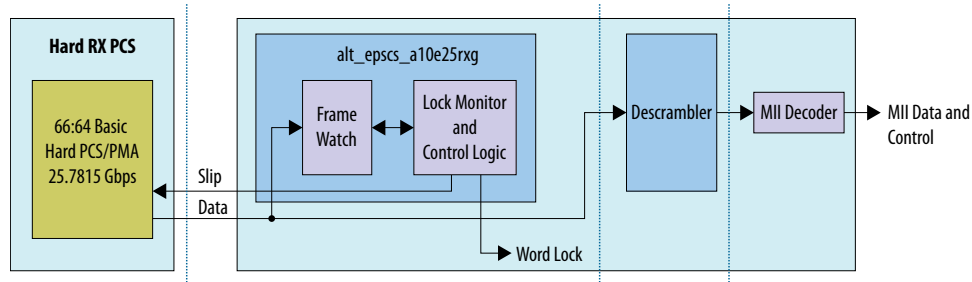 Hard RX PCS
66:64 Basic
Hard PCS/PMA
25.7815 Gbps
Slip
Data
alt_epscs_a10e25rxg
Frame
Watch
Lock Monitor
and
Control Logic
Word Lock
Descrambler
MII Decoder
MII Data and
Control